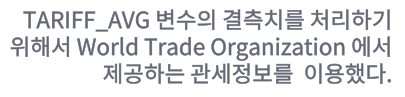 TARIFF_AVG 변수의 결측치를 처리하기
위해서 World Trade Organization 에서
제공하는 관세정보를 이용했다.